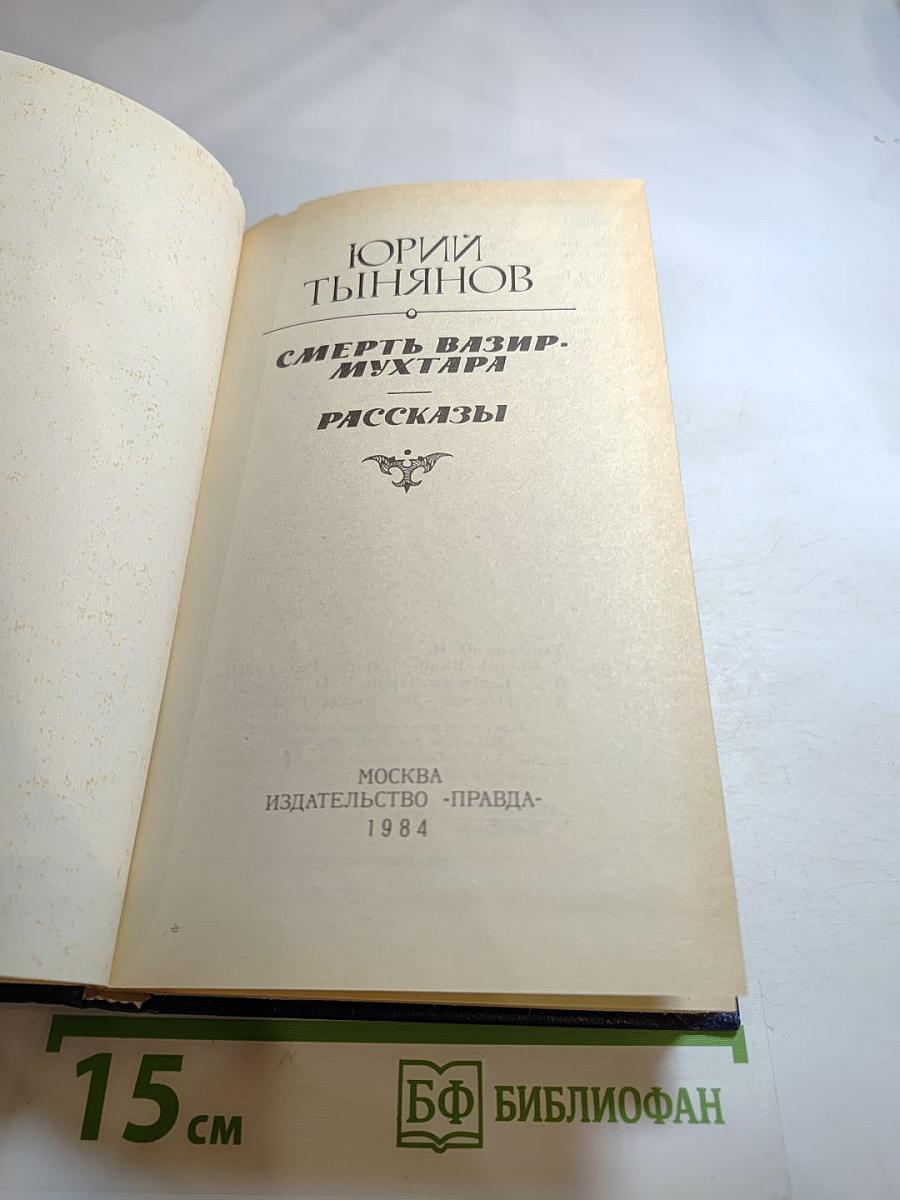 ЮРИЙ
ТЫНЯНОВ
СМЕРТЬ ВАЗИР-
МУХТАРА
РАССКАЗЫ
МОСКВА
ИЗДАТЕЛЬСТВО «ПРАВДА»
1984
15 см
БФ БИБЛИОФАН